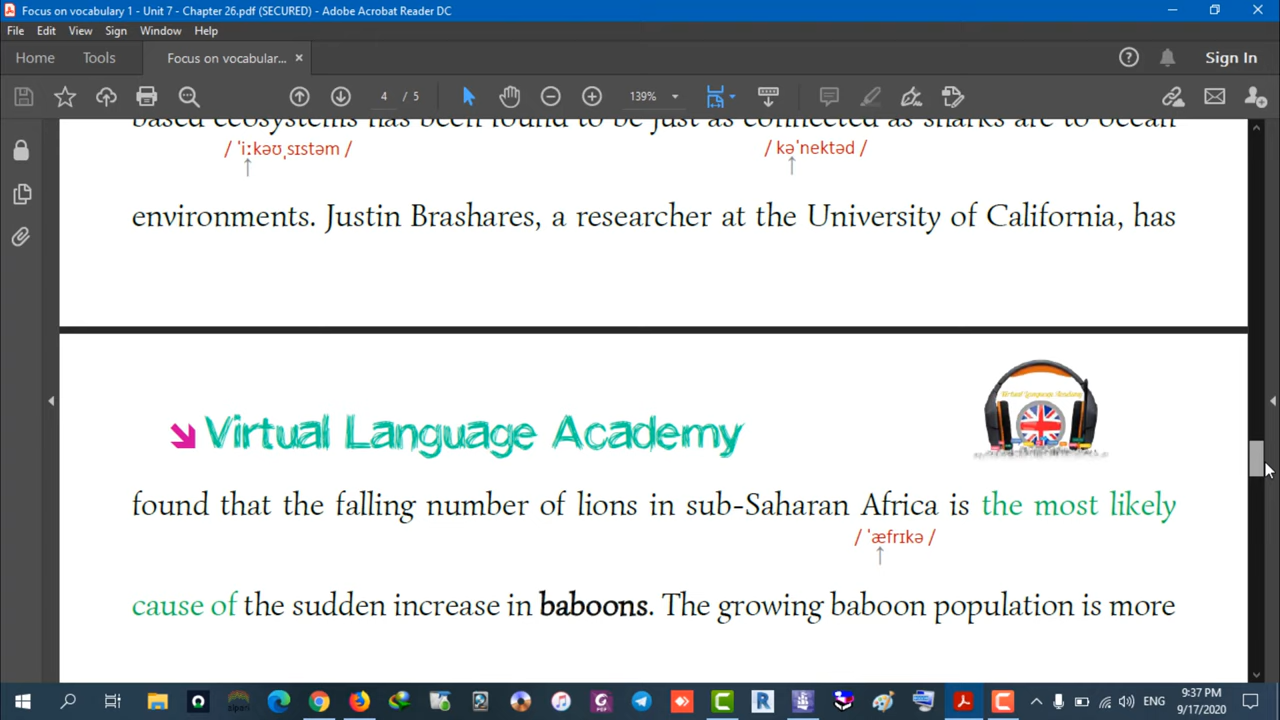 Focus on vocabulary 1 - Unit 7 - Chapter 26.pdf (SECURED) - Adobe Acrobat Reader DC
File Edit View Sign Window Help
Home Tools Focus on vocabular... × Sign In
4 / 5 139%
based ecosystems has been found to be just as connected as sharks are to ocean
/ ˈiːkəʊˌsɪstəm / / kəˈnektəd /
environments. Justin Brashares, a researcher at the University of California, has
Virtual Language Academy
Virtual Language Academy
found that the falling number of lions in sub-Saharan Africa is the most likely
/ ˈæfrɪkə /
cause of the sudden increase in baboons. The growing baboon population is more
ENG
9:37 PM
9/17/2020